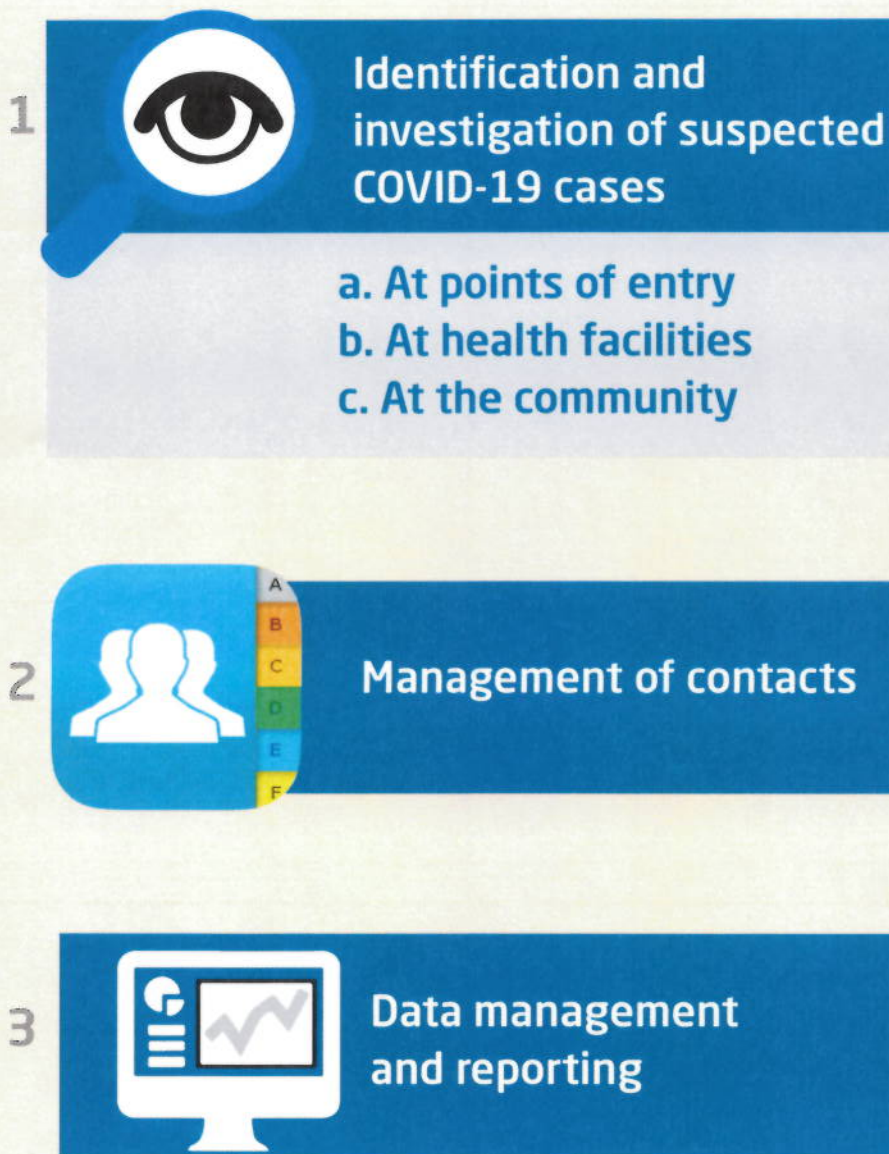 1
Identification and
investigation of suspected
COVID-19 cases
a. At points of entry
b. At health facilities
c. At the community
2
A
B
C
D
E
F
Management of contacts
3
Data management
and reporting